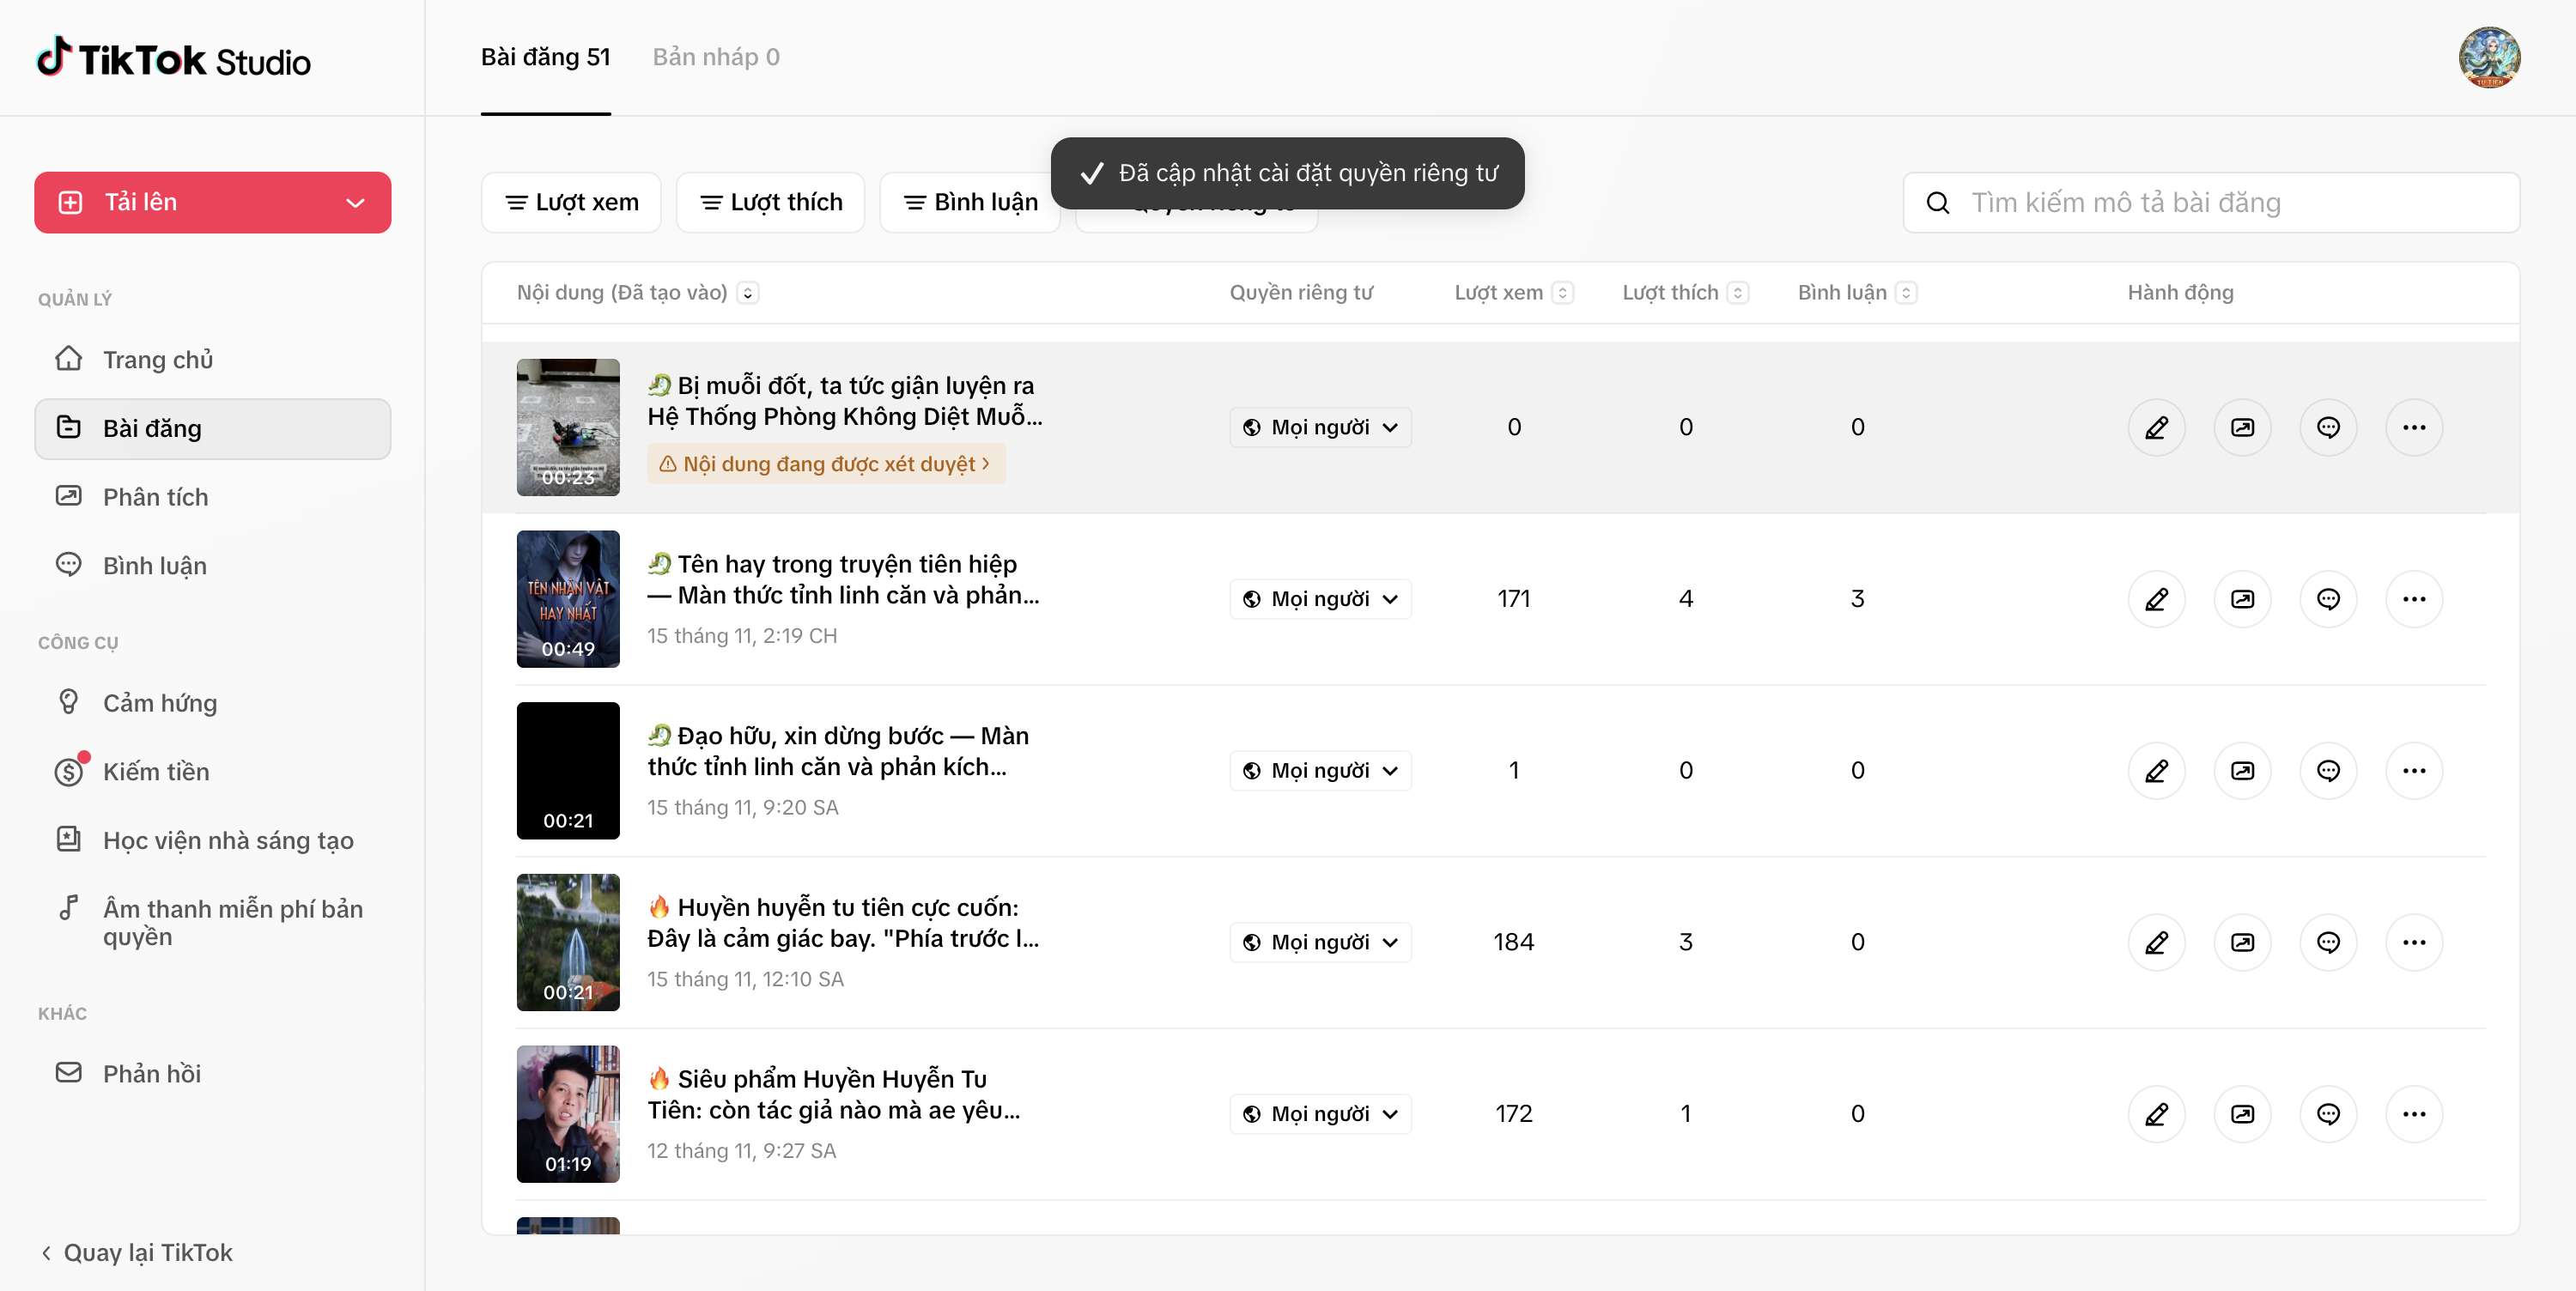 TikTok Studio
Bài đăng 51
Bản nháp 0
Đã cập nhật cài đặt quyền riêng tư
Tải lên
Lượt xem
Lượt thích
Bình luận
Tìm kiếm mô tả bài đăng
QUẢN LÝ
Trang chủ
Bài đăng
Phân tích
Bình luận
CÔNG CỤ
Cảm hứng
Kiếm tiền
Học viện nhà sáng tạo
Âm thanh miễn phí bản
quyền
KHÁC
Phản hồi
Quay lại TikTok
Nội dung (Đã tạo vào)
Quyền riêng tư
Lượt xem
Lượt thích
Bình luận
Hành động
00:23
🐉 Bị muỗi đốt, ta tức giận luyện ra
Hệ Thống Phòng Không Diệt Muỗ...
Nội dung đang được xét duyệt
Mọi người
0
0
0
TÊN NHÂN VẬT
HAY NHẤT
00:49
🐉 Tên hay trong truyện tiên hiệp
— Màn thức tỉnh linh căn và phản...
15 tháng 11, 2:19 CH
Mọi người
171
4
3
00:21
🐉 Đạo hữu, xin dừng bước — Màn
thức tỉnh linh căn và phản kích...
15 tháng 11, 9:20 SA
Mọi người
1
0
0
00:21
🔥 Huyền huyễn tu tiên cực cuốn:
Đây là cảm giác bay. "Phía trước l...
15 tháng 11, 12:10 SA
Mọi người
184
3
0
01:19
🔥 Siêu phẩm Huyền Huyễn Tu
Tiên: còn tác giả nào mà ae yêu...
12 tháng 11, 9:27 SA
Mọi người
172
1
0